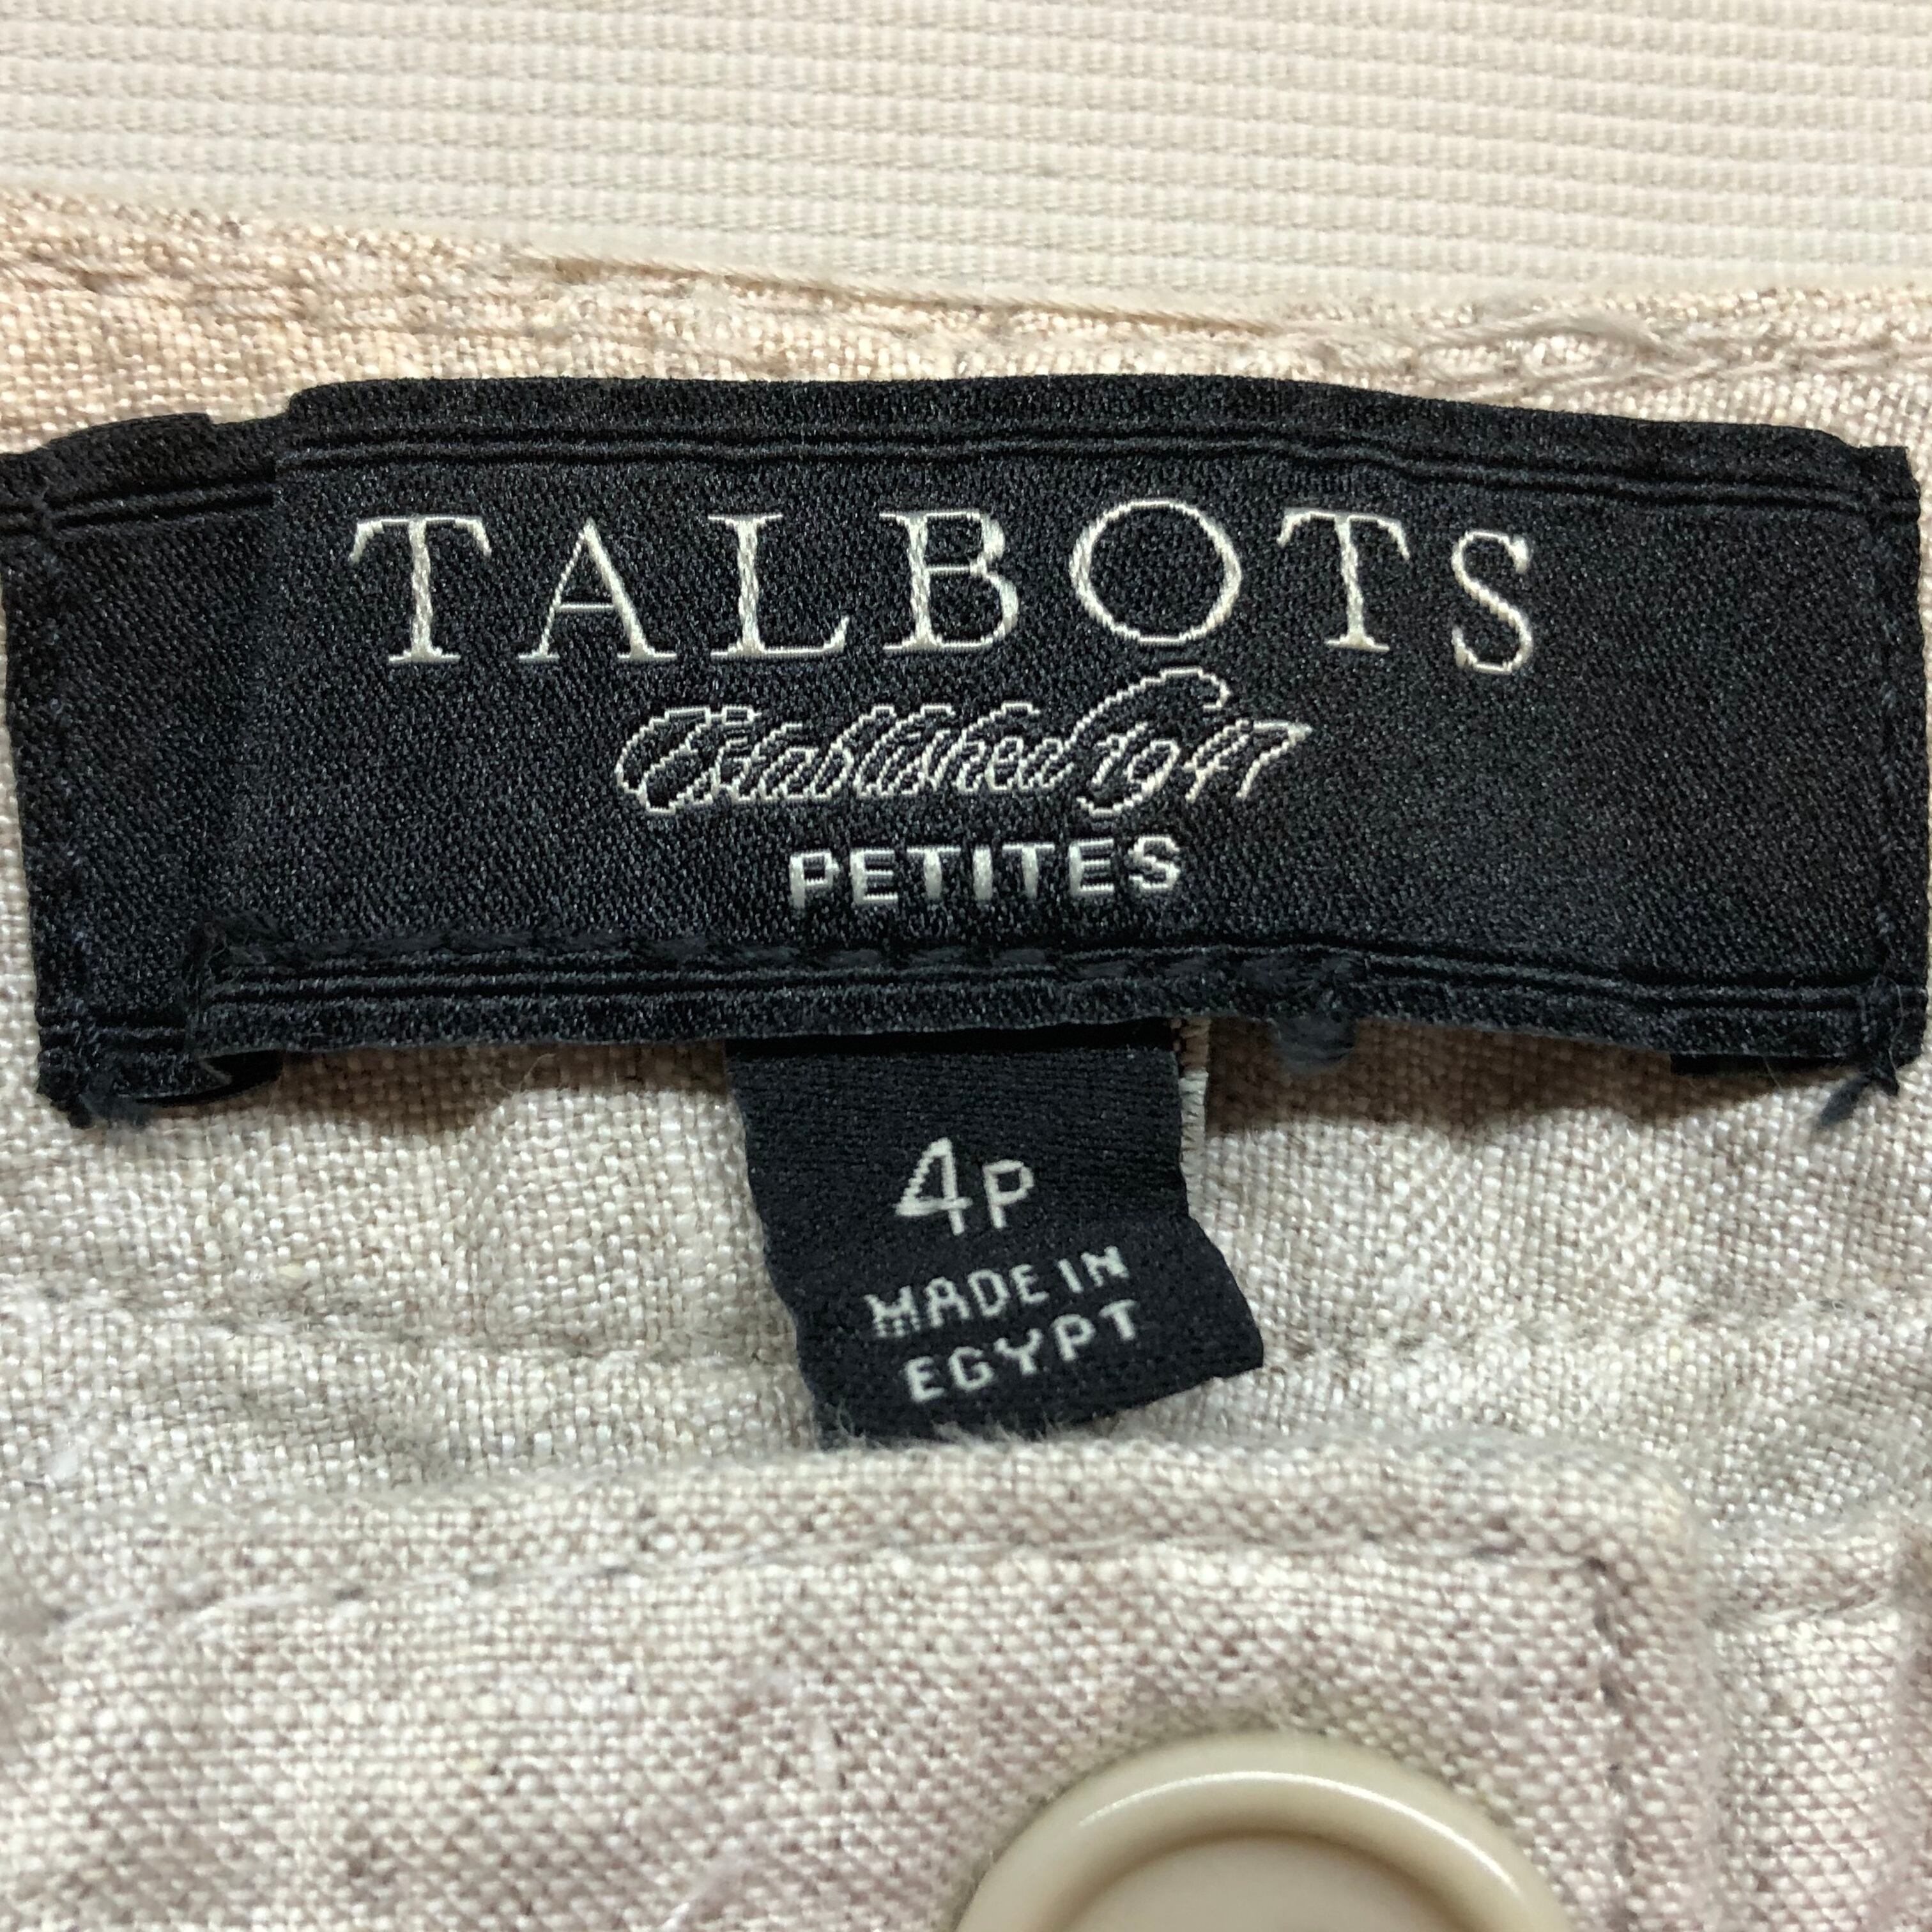 TALBOTS
Established 1947
PETITES
4P
MADE IN
EGYPT